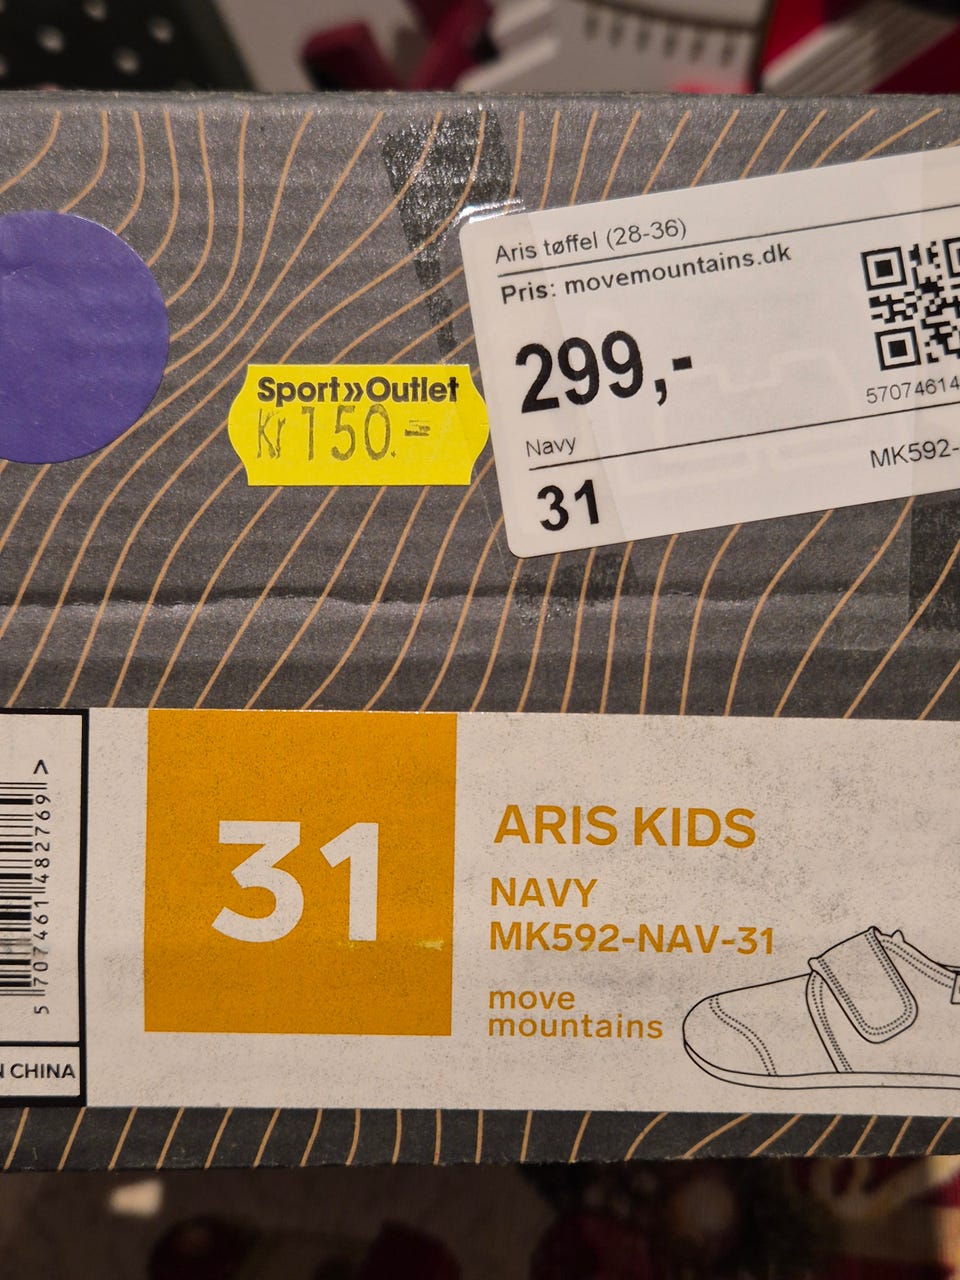 Aris tøffel (28-36)
Pris: movemountains.dk
299,-
57074614
Navy
MK592-
31
Sport»Outlet
Kr 150.-
5 707461 482769 >
N CHINA
31
ARIS KIDS
NAVY
MK592-NAV-31
move
mountains